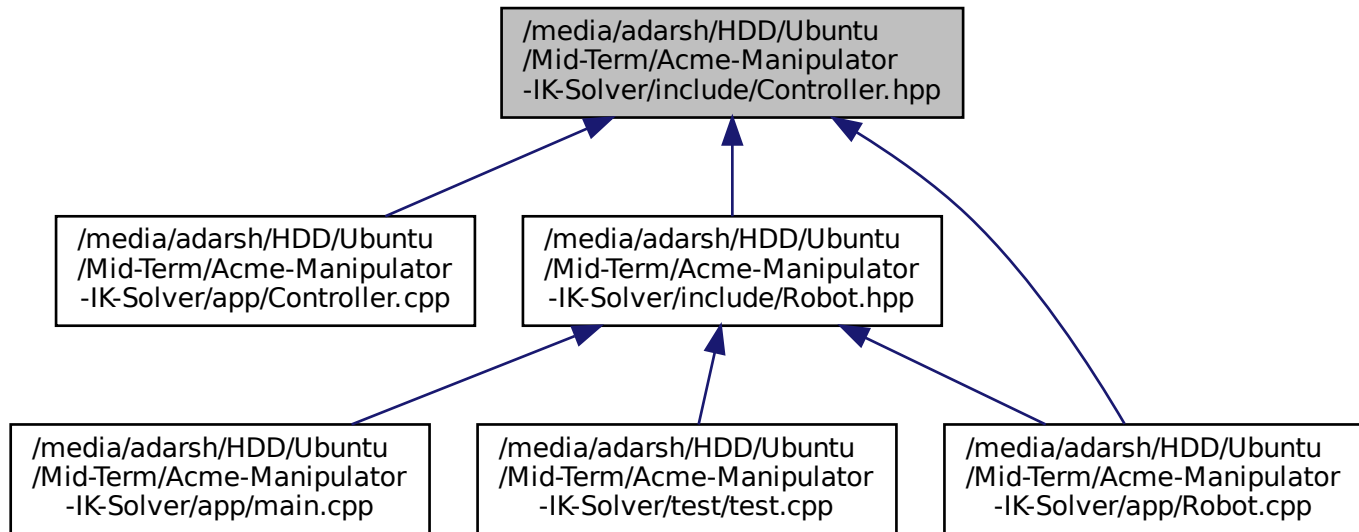 /media/adarsh/HDD/Ubuntu
/Mid-Term/Acme-Manipulator
-IK-Solver/include/Controller.hpp
/media/adarsh/HDD/Ubuntu
/Mid-Term/Acme-Manipulator
-IK-Solver/app/Controller.cpp
/media/adarsh/HDD/Ubuntu
/Mid-Term/Acme-Manipulator
-IK-Solver/include/Robot.hpp
/media/adarsh/HDD/Ubuntu
/Mid-Term/Acme-Manipulator
-IK-Solver/app/main.cpp
/media/adarsh/HDD/Ubuntu
/Mid-Term/Acme-Manipulator
-IK-Solver/test/test.cpp
/media/adarsh/HDD/Ubuntu
/Mid-Term/Acme-Manipulator
-IK-Solver/app/Robot.cpp